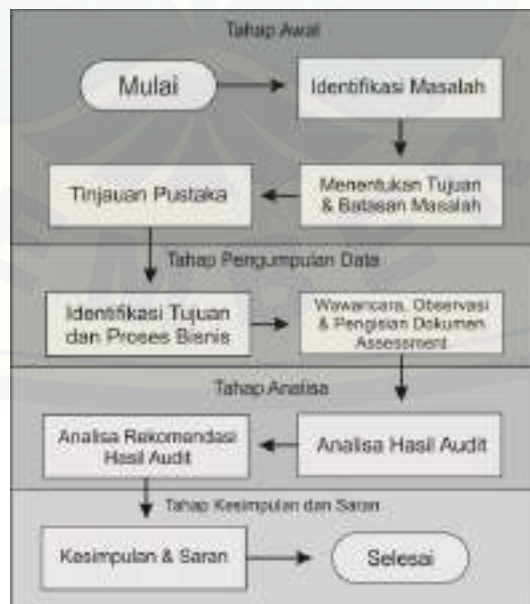 Tahap Awal
Mulai
Identifikasi Masalah
Tinjauan Pustaka
Menentukan Tujuan
& Batasan Masalah
Tahap Pengumpulan Data
Identifikasi Tujuan
dan Proses Bisnis
Wawancara, Observasi
& Pengisian Dokumen
Assessment
Tahap Analisa
Analisa Rekomendasi
Hasil Audit
Analisa Hasil Audit
Tahap Kesimpulan dan Saran
Kesimpulan & Saran
Selesai